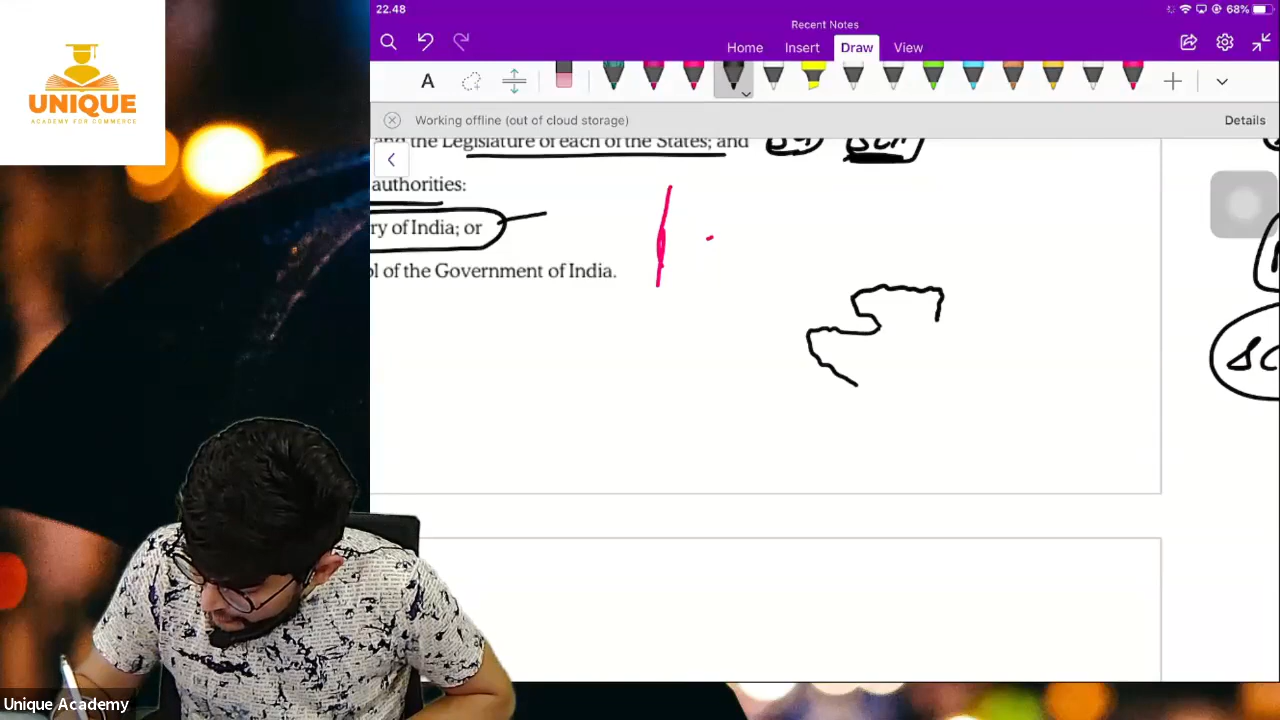 UNIQUE
ACADEMY FOR COMMERCE
22.48
68%
Recent Notes
Home Insert Draw View
A
Working offline (out of cloud storage)
Details
and the Legislature of each of the States; and
authorities:
ry of India; or
ol of the Government of India.
SC
Unique Academy